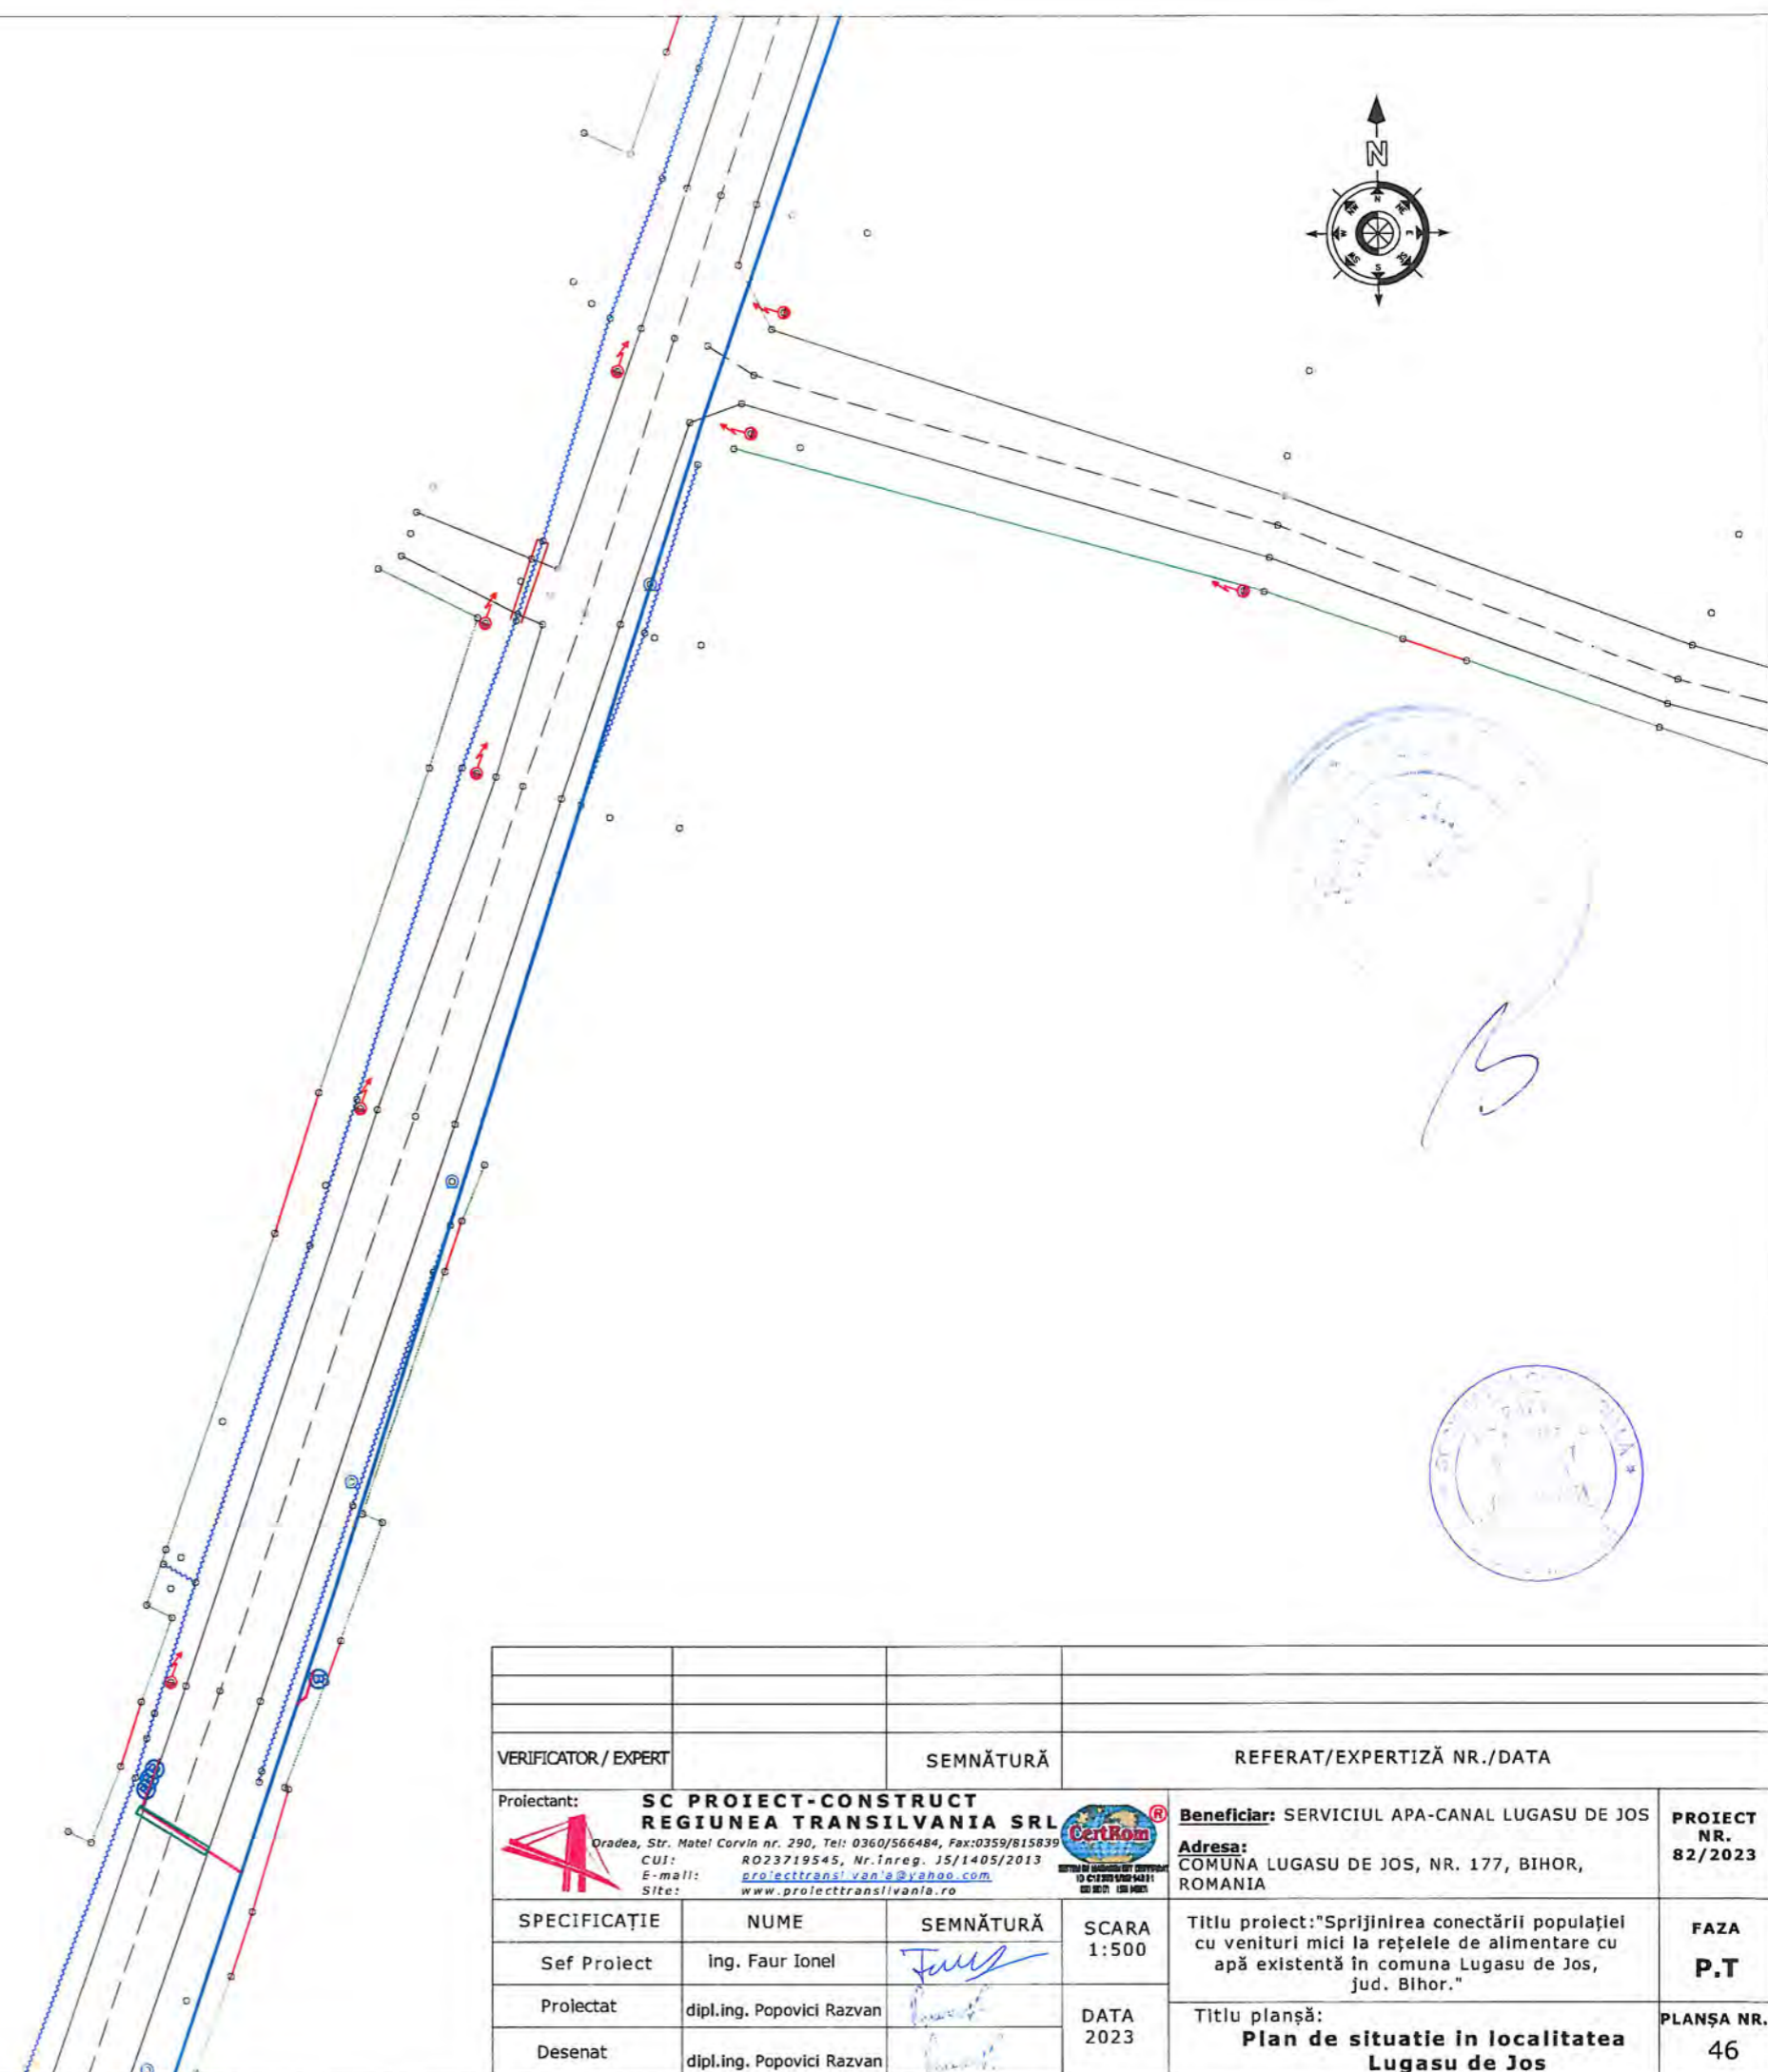 N
N
NE
E
S
W
NW
VERIFICATOR / EXPERT
SEMNĂTURĂ
REFERAT/EXPERTIZĂ NR./DATA
Proiectant:
SC PROIECT-CONSTRUCT
REGIUNEA TRANSILVANIA SRL
Oradea, Str. Matei Corvin nr. 290, Tel: 0360/566484, Fax:0359/815839
CUI: RO23719545, Nr.înreg. J5/1405/2013
E-mail: proiecttransilvania@yahoo.com
Site: www.proiecttransilvania.ro
CertRom ®
Beneficiar: SERVICIUL APA-CANAL LUGASU DE JOS
Adresa:
COMUNA LUGASU DE JOS, NR. 177, BIHOR,
ROMANIA
PROIECT
NR.
82/2023
SPECIFICAȚIE
NUME
SEMNĂTURĂ
Sef Proiect
ing. Faur Ionel
Proiectat
dipl.ing. Popovici Razvan
Desenat
dipl.ing. Popovici Razvan
SCARA
1:500
DATA
2023
Titlu proiect:"Sprijinirea conectării populației
cu venituri mici la rețelele de alimentare cu
apă existentă în comuna Lugasu de Jos,
jud. Bihor."
FAZA
P.T
Titlu planșă:
Plan de situatie in localitatea
Lugasu de Jos
PLANȘA NR.
46